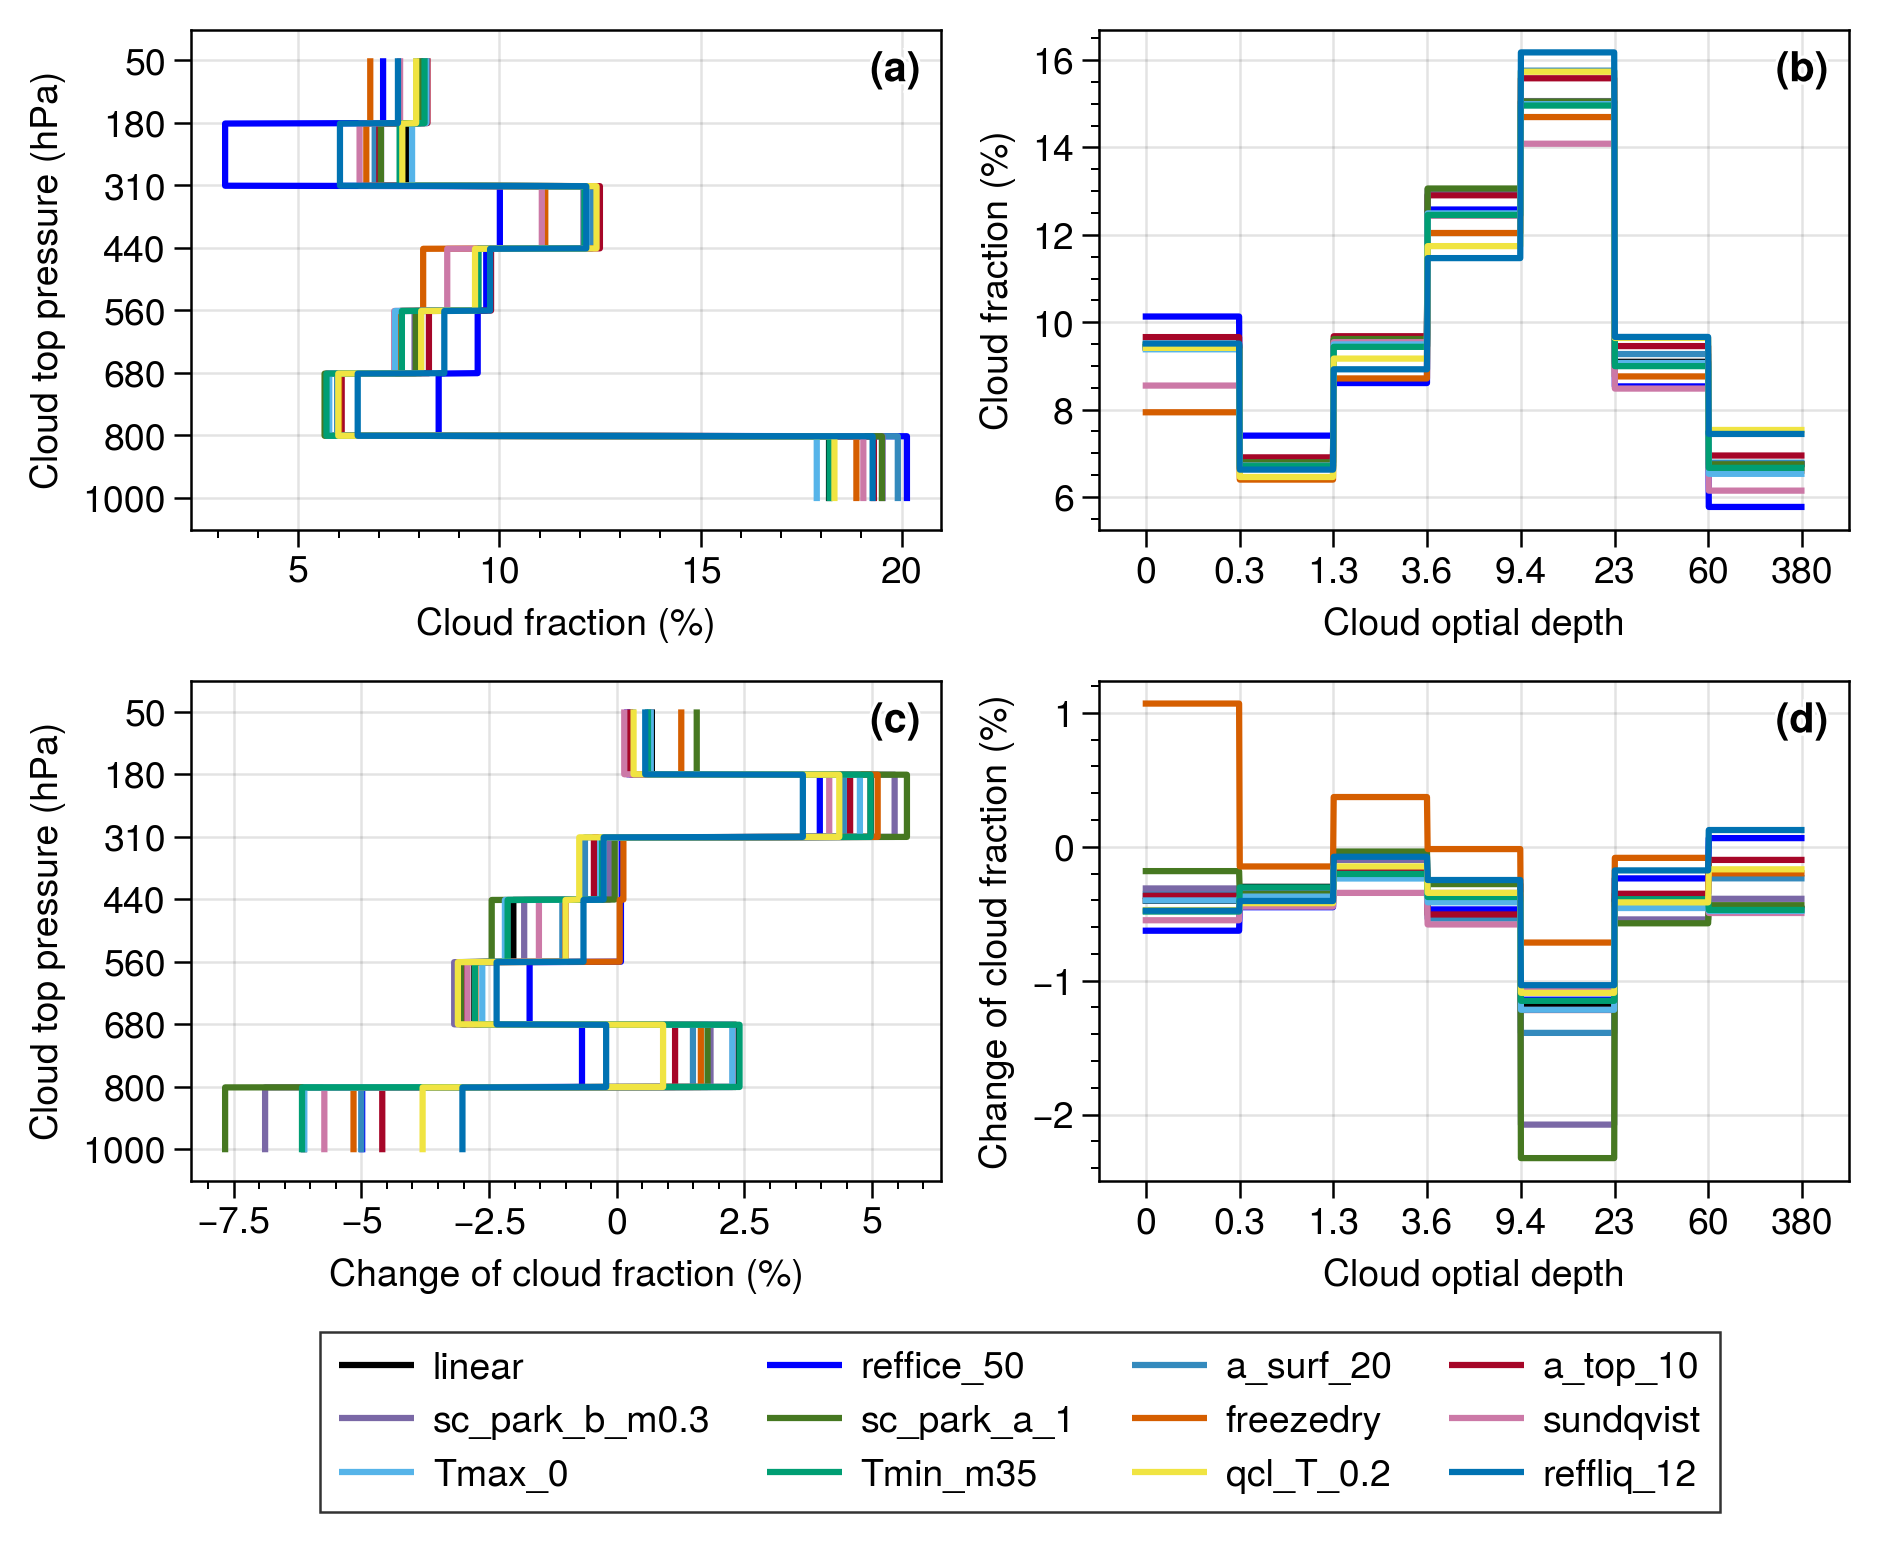 (a)
Cloud top pressure (hPa)
50
180
310
440
560
680
800
1000
5 10 15 20
Cloud fraction (%)
(b)
Cloud fraction (%)
16
14
12
10
8
6
0 0.3 1.3 3.6 9.4 23 60 380
Cloud optial depth
(c)
Cloud top pressure (hPa)
50
180
310
440
560
680
800
1000
−7.5 −5 −2.5 0 2.5 5
Change of cloud fraction (%)
(d)
Change of cloud fraction (%)
1
0
−1
−2
0 0.3 1.3 3.6 9.4 23 60 380
Cloud optial depth
linear reffice_50 a_surf_20 a_top_10
sc_park_b_m0.3 sc_park_a_1 freezedry sundqvist
Tmax_0 Tmin_m35 qcl_T_0.2 reffliq_12